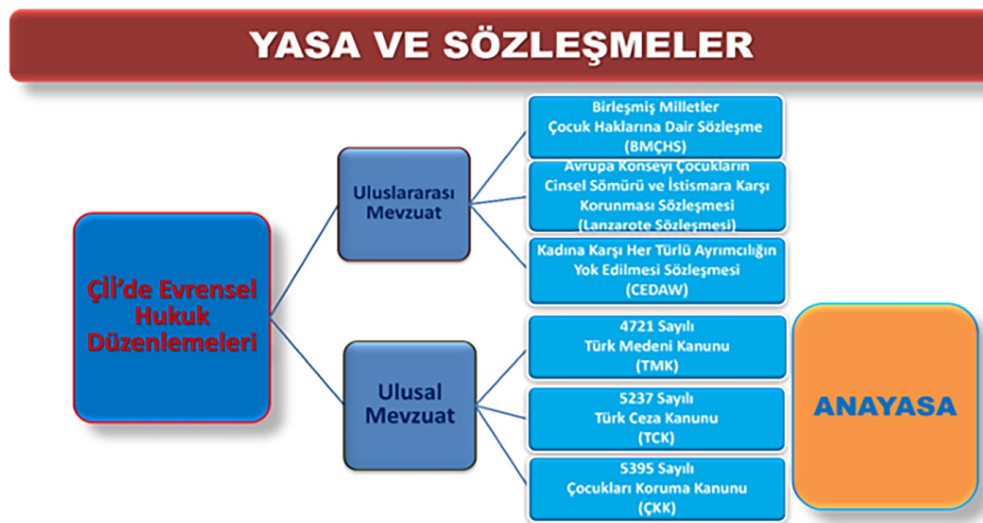 YASA VE SÖZLEŞMELER
Çİİ’de Evrensel
Hukuk
Düzenlemeleri
Uluslararası
Mevzuat
Birleşmiş Milletler
Çocuk Haklarına Dair Sözleşme
(BMÇHS)
Avrupa Konseyi Çocukların
Cinsel Sömürü ve İstismara Karşı
Korunması Sözleşmesi
(Lanzarote Sözleşmesi)
Kadına Karşı Her Türlü Ayrımcılığın
Yok Edilmesi Sözleşmesi
(CEDAW)
Ulusal
Mevzuat
4721 Sayılı
Türk Medeni Kanunu
(TMK)
5237 Sayılı
Türk Ceza Kanunu
(TCK)
5395 Sayılı
Çocukları Koruma Kanunu
(ÇKK)
ANAYASA